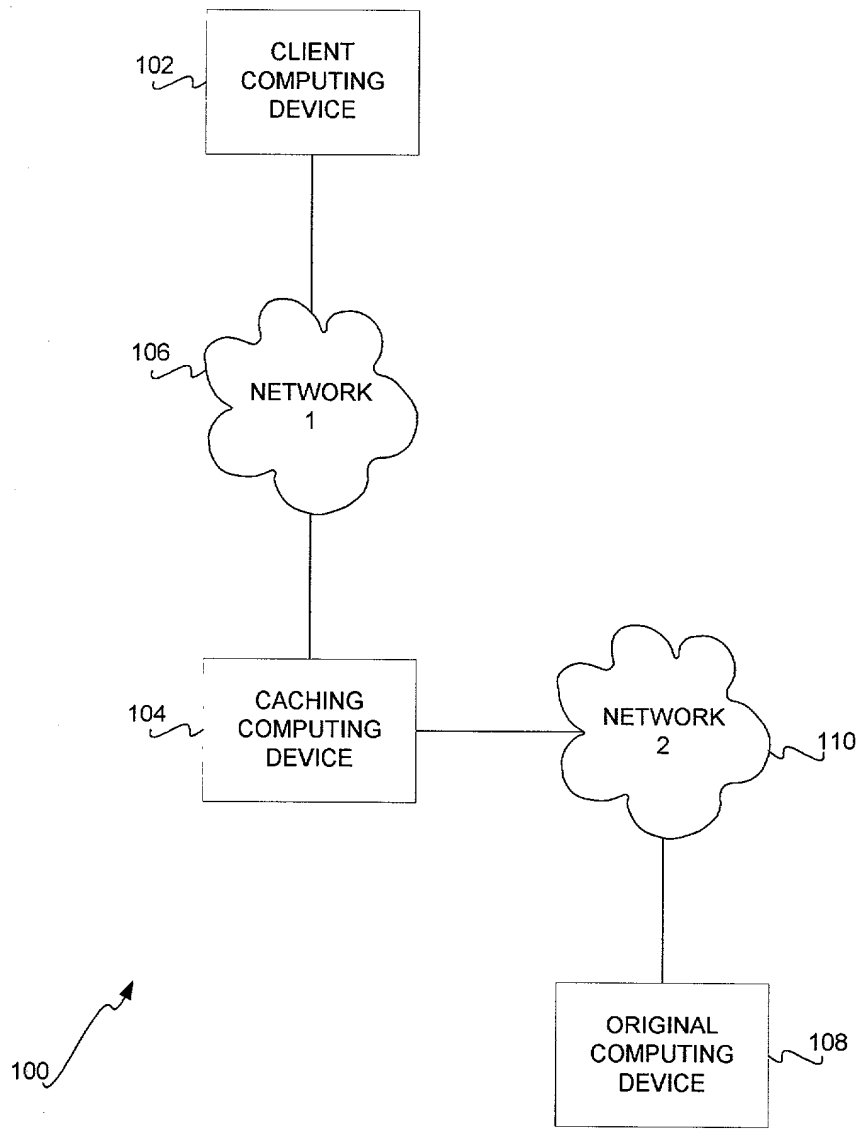 102
CLIENT
COMPUTING
DEVICE
106
NETWORK
1
104
CACHING
COMPUTING
DEVICE
NETWORK
2
110
100
ORIGINAL
COMPUTING
DEVICE
108